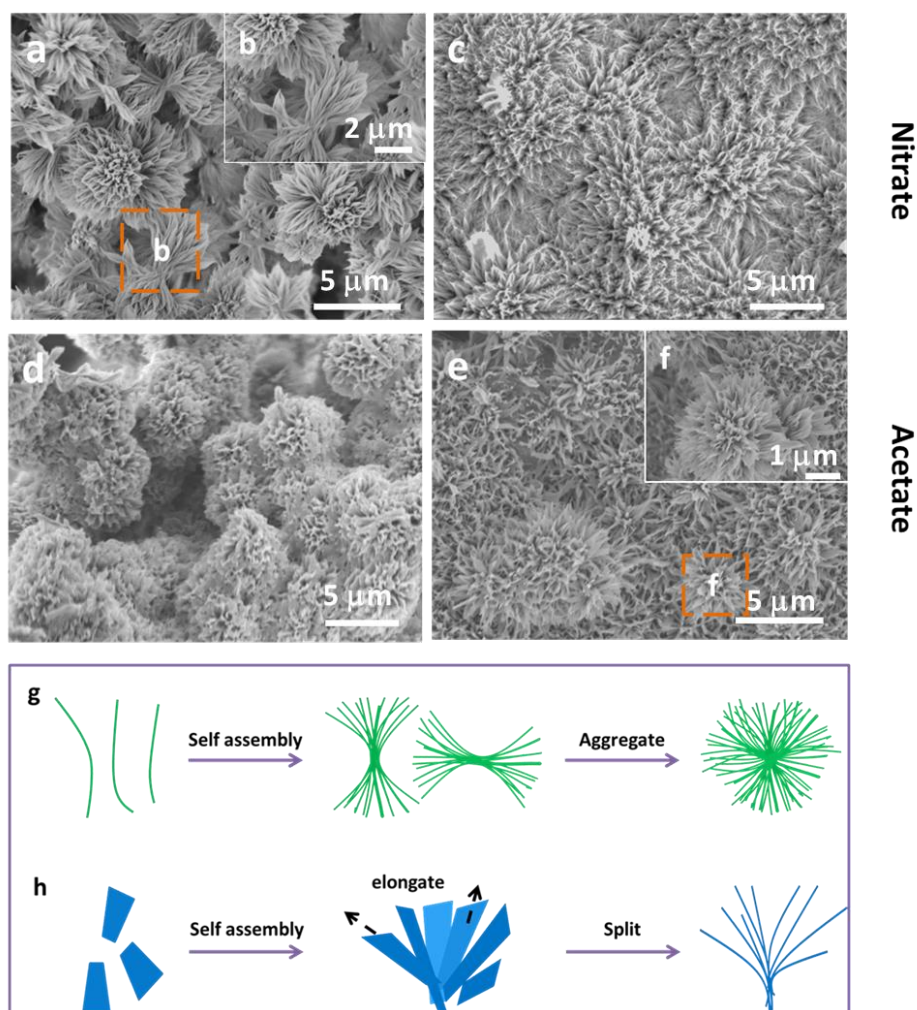 a
b
2 μm
b
5 μm
c
5 μm
Nitrate
d
5 μm
e
f
1 μm
f
5 μm
Acetate
g
Self assembly
Aggregate
h
elongate
Self assembly
Split